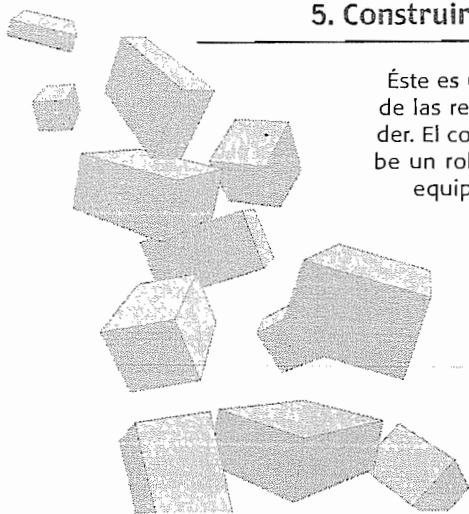 5. Construir
Éste es u
de las re
der. El co
be un rol
equip